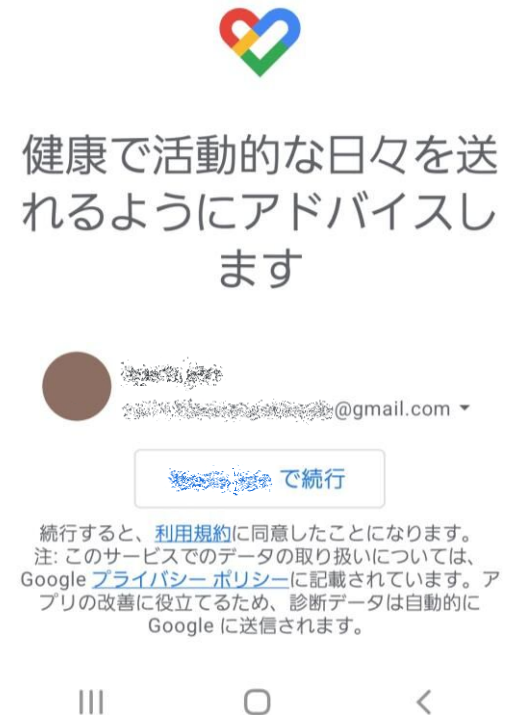 健康で活動的な日々を送
れるようにアドバイスし
ます
@gmail.com
で続行
続行すると、利用規約に同意したことになります。
注: このサービスでのデータの取り扱いについては、
Google プライバシー ポリシーに記載されています。ア
プリの改善に役立てるため、診断データは自動的に
Google に送信されます。